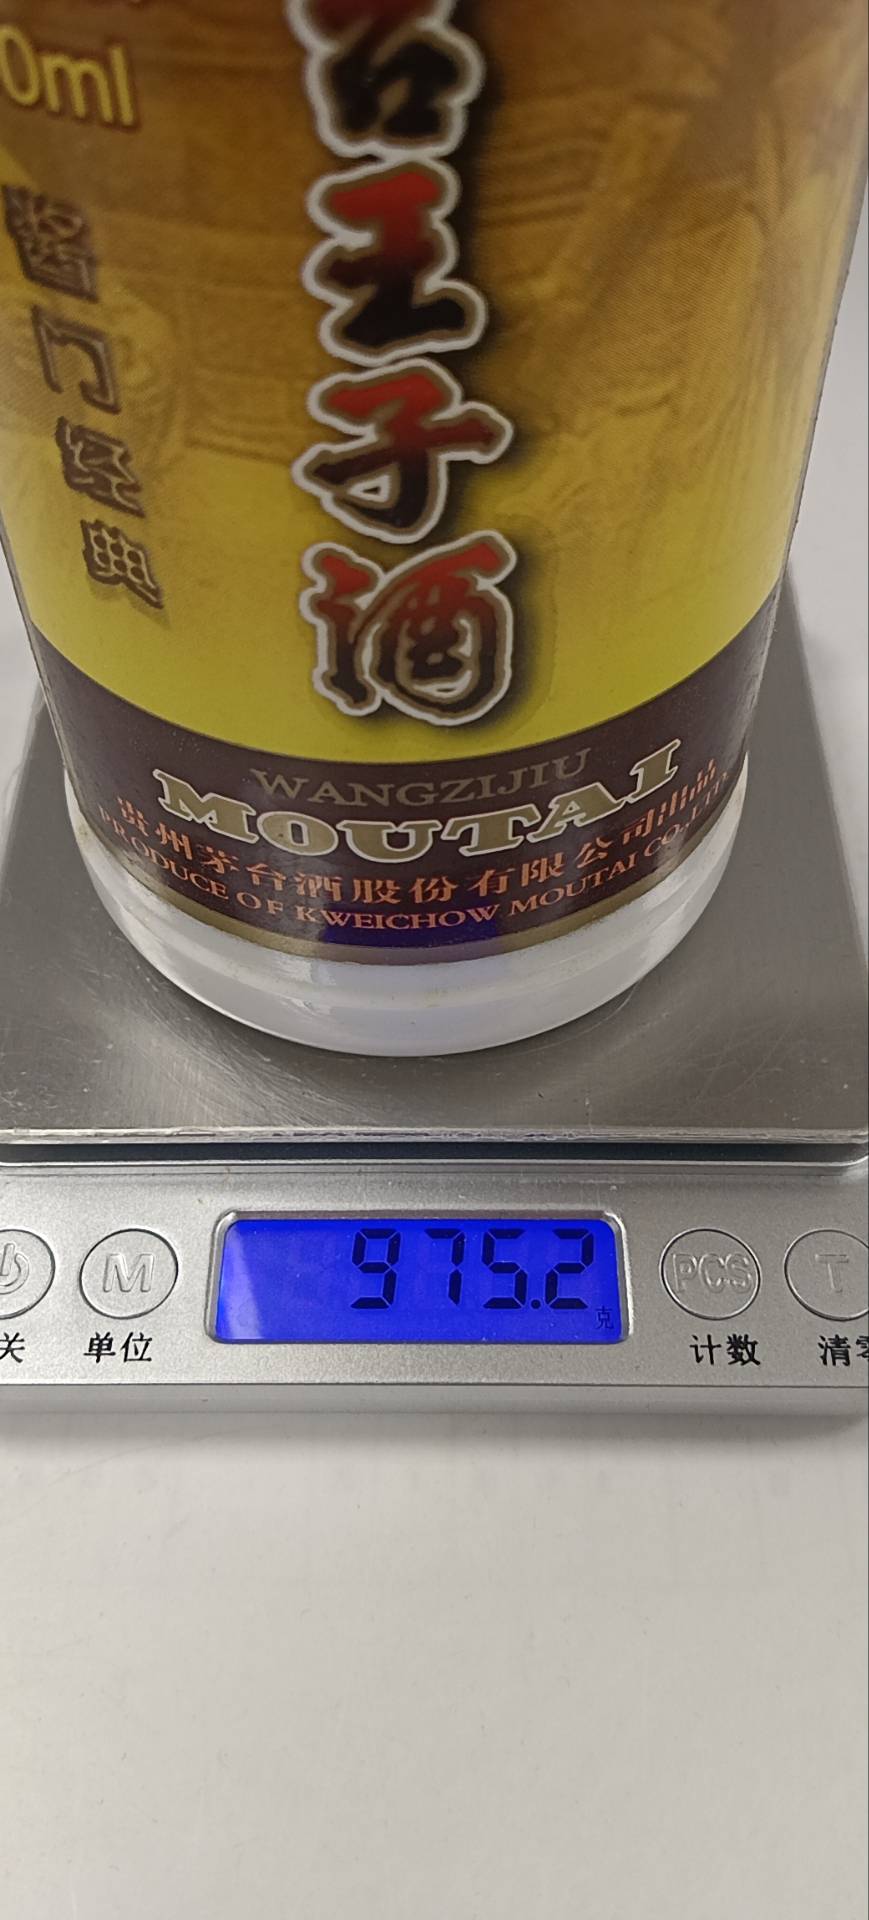 0ml
台王子酒
酱门经典
WANGZIJIU
MOUTAI
贵州茅台酒股份有限公司出品
PRODUCE OF KWEICHOW MOUTAI CO.,LTD.
975.2
克
M
PCS
T
关
单位
计数
清零